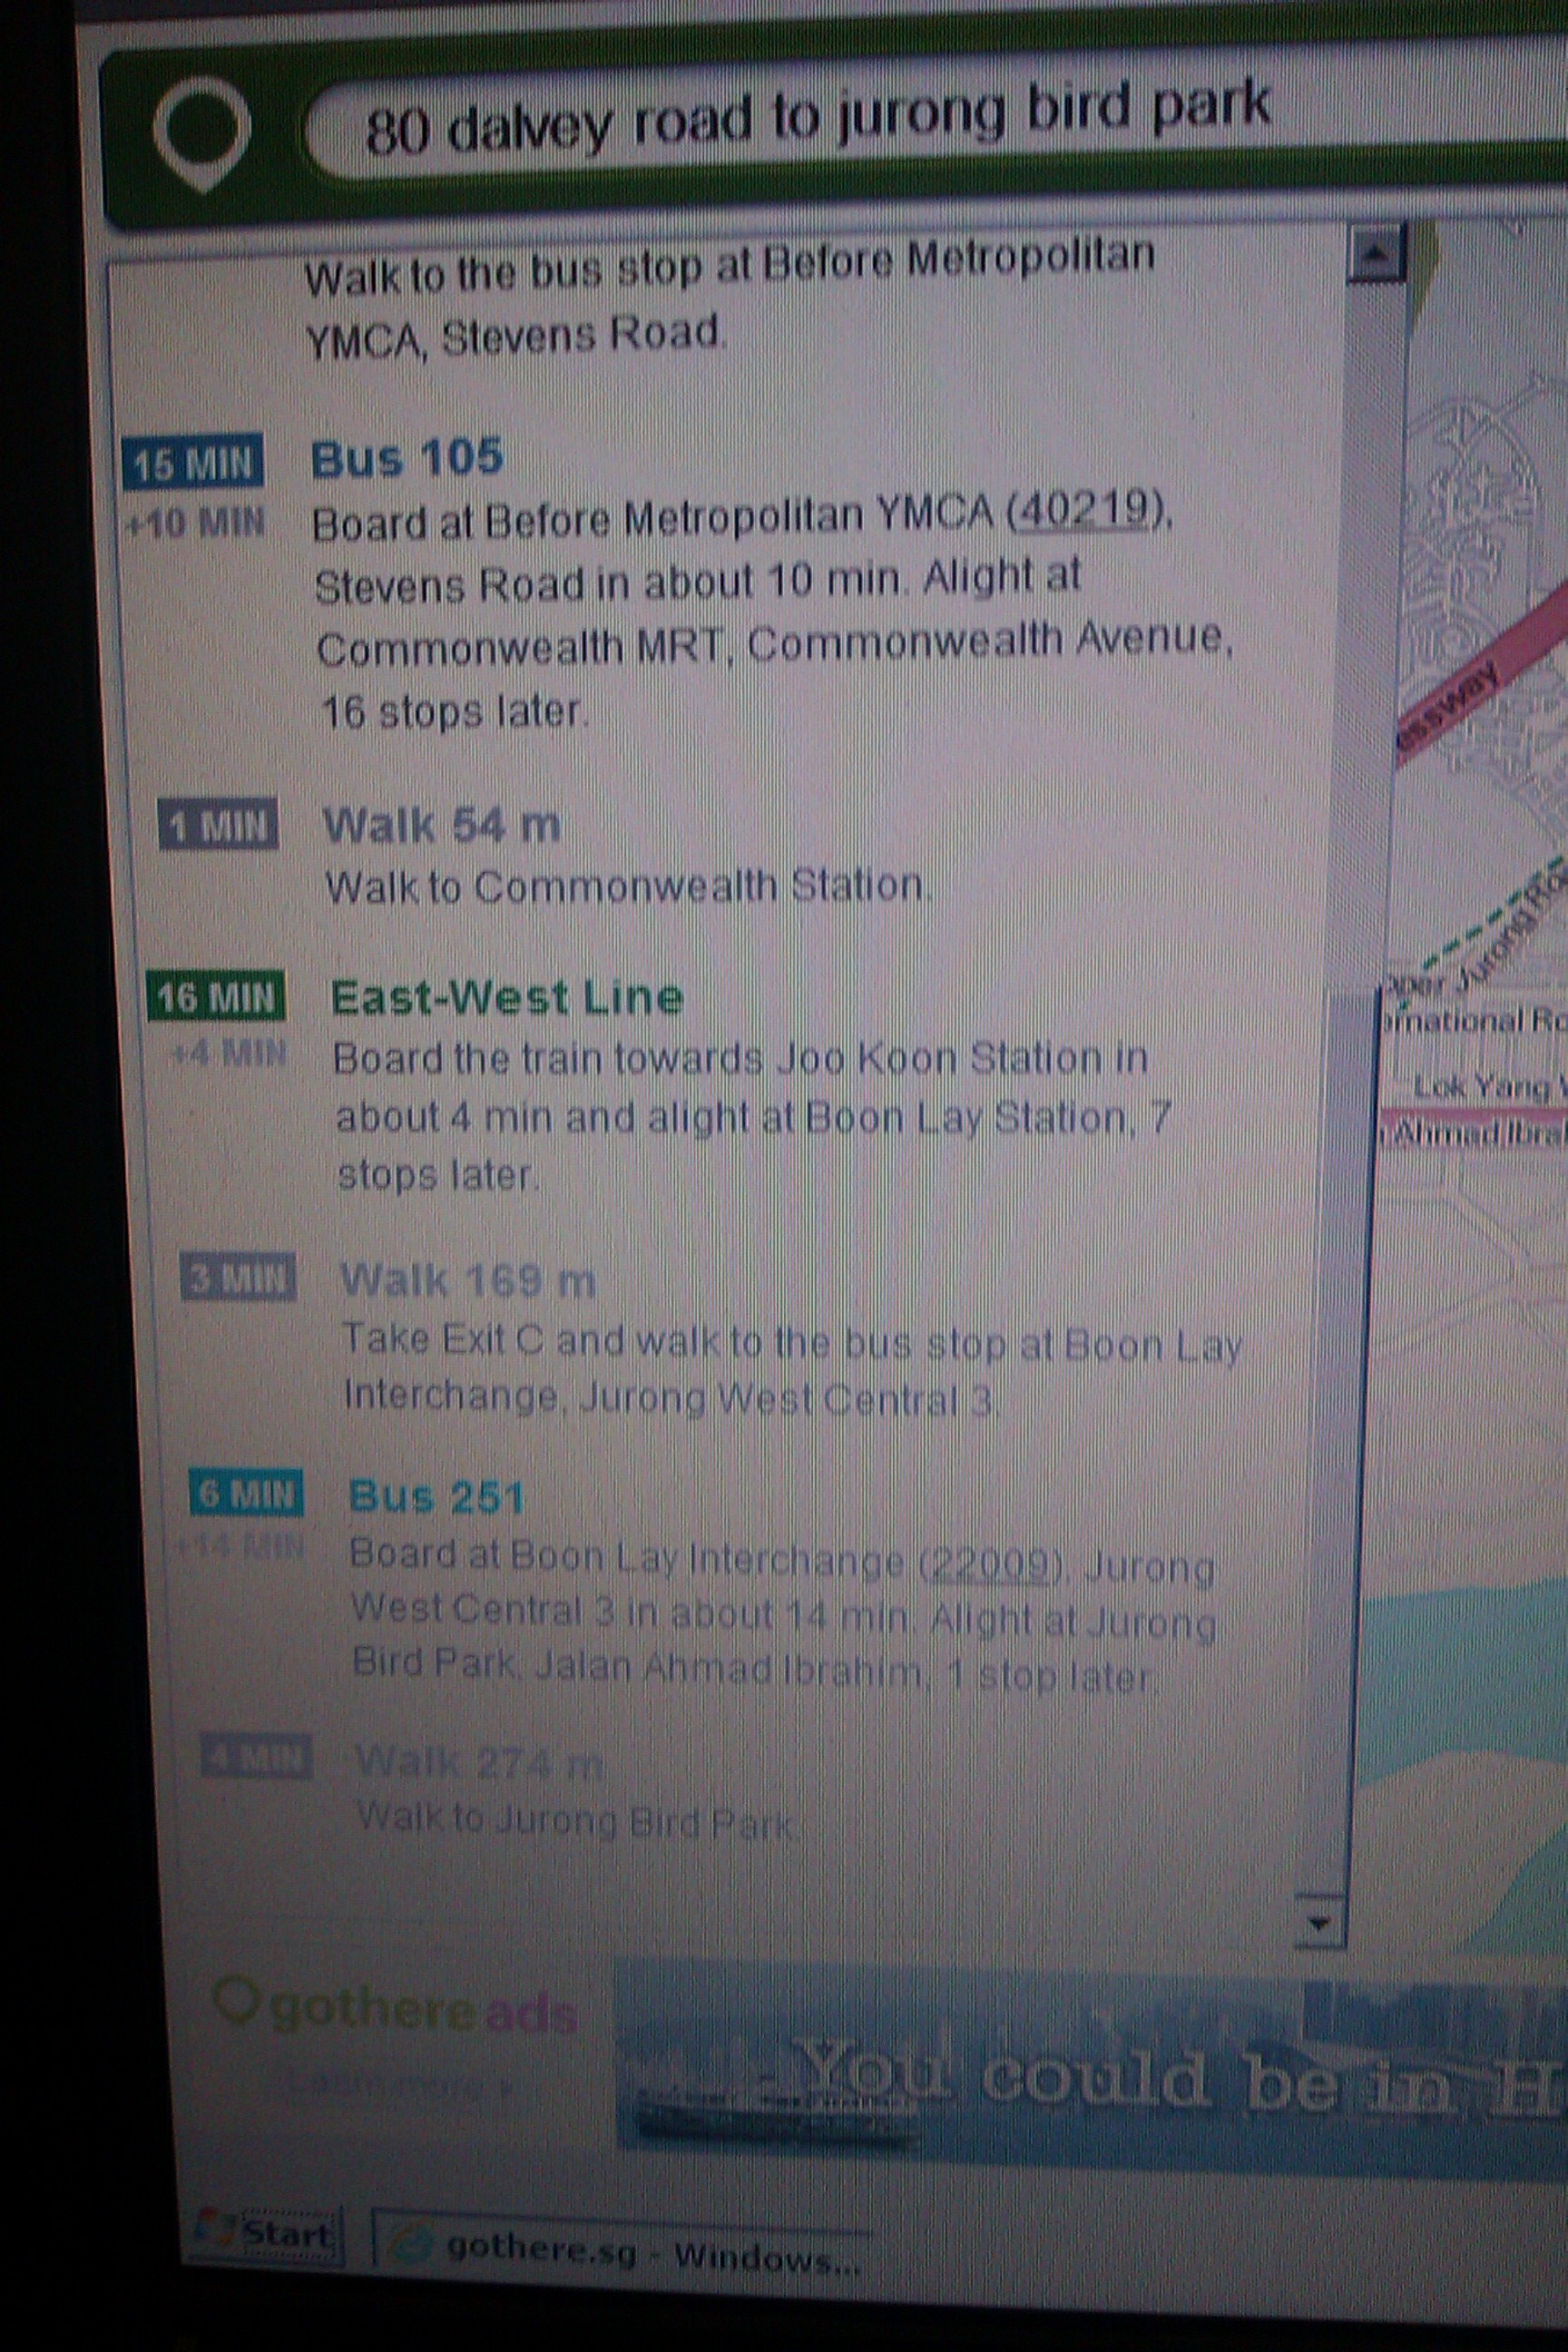 80 dalvey road to jurong bird park
Walk to the bus stop at Before Metropolitan
YMCA, Stevens Road.
15 MIN Bus 105
+10 MIN Board at Before Metropolitan YMCA (40219),
Stevens Road in about 10 min. Alight at
Commonwealth MRT, Commonwealth Avenue,
16 stops later.
1 MIN Walk 54 m
Walk to Commonwealth Station.
16 MIN East-West Line
+4 MIN Board the train towards Joo Koon Station in
about 4 min and alight at Boon Lay Station, 7
stops later.
3 MIN Walk 169 m
Take Exit C and walk to the bus stop at Boon Lay
Interchange, Jurong West Central 3.
6 MIN Bus 251
+14 MIN Board at Boon Lay Interchange (22009), Jurong
West Central 3 in about 14 min. Alight at Jurong
Bird Park, Jalan Ahmad Ibrahim, 1 stop later.
4 MIN Walk 274 m
Walk to Jurong Bird Park.
essway
Jurong
Lok Yang
Ahmad Ibra
gothere ads
Learn more
You could be in H
Start
gothere.sg - Windows...